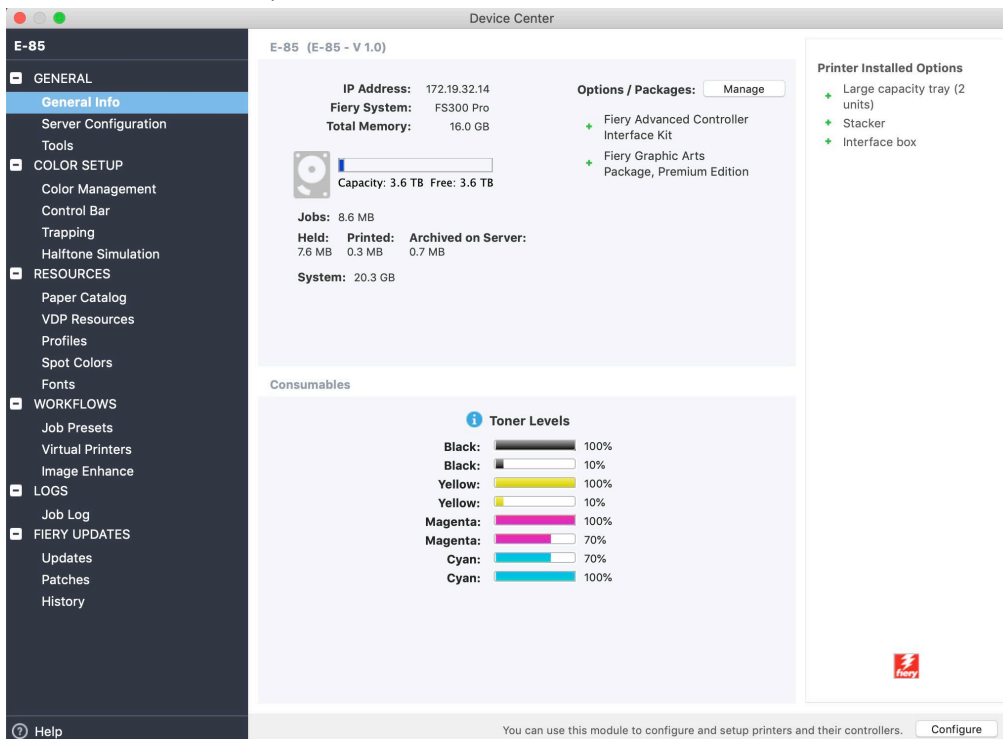 Device Center
E-85
GENERAL
General Info
Server Configuration
Tools
COLOR SETUP
Color Management
Control Bar
Trapping
Halftone Simulation
RESOURCES
Paper Catalog
VDP Resources
Profiles
Spot Colors
Fonts
WORKFLOWS
Job Presets
Virtual Printers
Image Enhance
LOGS
Job Log
FIERY UPDATES
Updates
Patches
History
Help
E-85 (E-85 - V 1.0)
IP Address: 172.19.32.14
Fiery System: FS300 Pro
Total Memory: 16.0 GB
Capacity: 3.6 TB Free: 3.6 TB
Jobs: 8.6 MB
Held: Printed: Archived on Server:
7.6 MB 0.3 MB 0.7 MB
System: 20.3 GB
Options / Packages: Manage
+ Fiery Advanced Controller
Interface Kit
+ Fiery Graphic Arts
Package, Premium Edition
Consumables
Toner Levels
Black: 100%
Black: 10%
Yellow: 100%
Yellow: 10%
Magenta: 100%
Magenta: 70%
Cyan: 70%
Cyan: 100%
Printer Installed Options
+ Large capacity tray (2
units)
+ Stacker
+ Interface box
fiery
You can use this module to configure and setup printers and their controllers. Configure